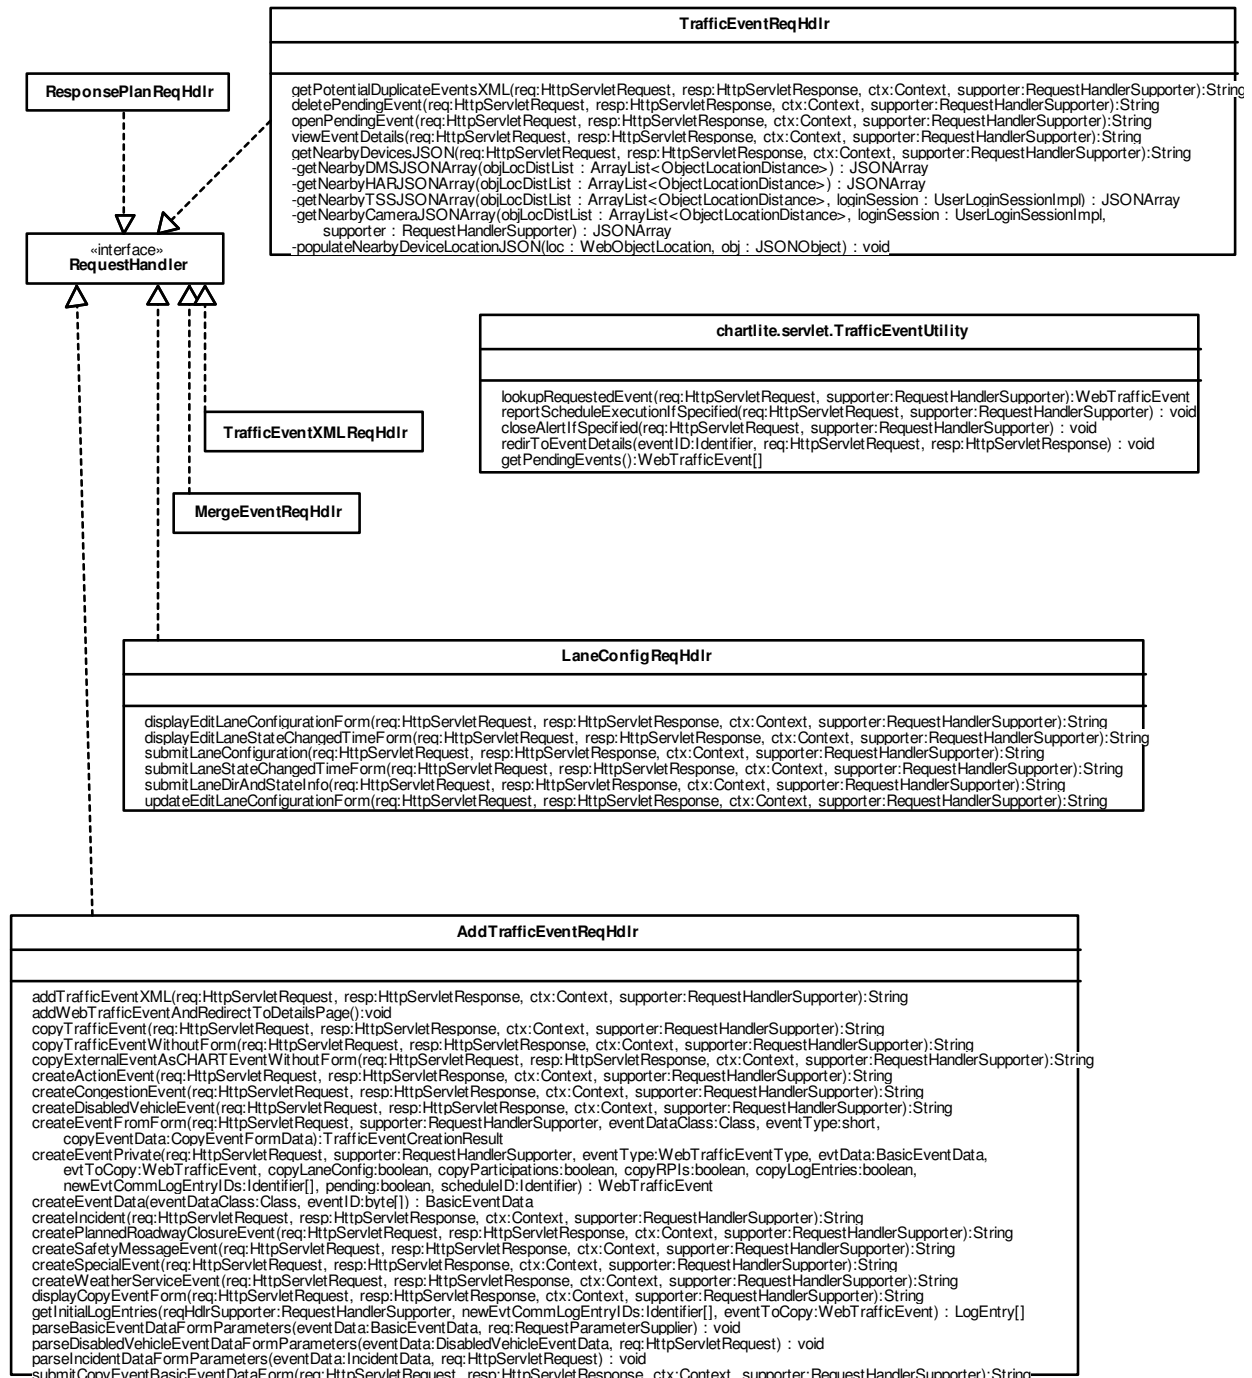 TrafficEventReqHdlr
getPotentialDuplicateEventsXML(req:HttpServletRequest, resp:HttpServletResponse, ctx:Context, supporter:RequestHandlerSupporter):String
deletePendingEvent(req:HttpServletRequest, resp:HttpServletResponse, ctx:Context, supporter:RequestHandlerSupporter):String
openPendingEvent(req:HttpServletRequest, resp:HttpServletResponse, ctx:Context, supporter:RequestHandlerSupporter):String
viewEventDetails(req:HttpServletRequest, resp:HttpServletResponse, ctx:Context, supporter:RequestHandlerSupporter):String
getNearbyDevicesJSON(req:HttpServletRequest, resp:HttpServletResponse, ctx:Context, supporter:RequestHandlerSupporter):String
-getNearbyDMSJSONArray(objLocDistList : ArrayList<ObjectLocationDistance>) : JSONArray
-getNearbyHARJSONArray(objLocDistList : ArrayList<ObjectLocationDistance>) : JSONArray
-getNearbyTSSJSONArray(objLocDistList : ArrayList<ObjectLocationDistance>, loginSession : UserLoginSessionImpl) : JSONArray
-getNearbyCameraJSONArray(objLocDistList : ArrayList<ObjectLocationDistance>, loginSession : UserLoginSessionImpl,
supporter : RequestHandlerSupporter) : JSONArray
-populateNearbyDeviceLocationJSON(loc : WebObjectLocation, obj : JSONObject) : void
ResponsePlanReqHdlr
«interface»
RequestHandler
chartlite.servlet.TrafficEventUtility
lookupRequestedEvent(req:HttpServletRequest, supporter:RequestHandlerSupporter):WebTrafficEvent
reportScheduleExecutionIfSpecified(req:HttpServletRequest, supporter:RequestHandlerSupporter) : void
closeAlertIfSpecified(req:HttpServletRequest, supporter:RequestHandlerSupporter) : void
redirToEventDetails(eventID:Identifier, req:HttpServletRequest, resp:HttpServletResponse) : void
getPendingEvents():WebTrafficEvent[]
TrafficEventXMLReqHdlr
MergeEventReqHdlr
LaneConfigReqHdlr
displayEditLaneConfigurationForm(req:HttpServletRequest, resp:HttpServletResponse, ctx:Context, supporter:RequestHandlerSupporter):String
displayEditLaneStateChangedTimeForm(req:HttpServletRequest, resp:HttpServletResponse, ctx:Context, supporter:RequestHandlerSupporter):String
submitLaneConfiguration(req:HttpServletRequest, resp:HttpServletResponse, ctx:Context, supporter:RequestHandlerSupporter):String
submitLaneStateChangedTimeForm(req:HttpServletRequest, resp:HttpServletResponse, ctx:Context, supporter:RequestHandlerSupporter):String
submitLaneDirAndStateInfo(req:HttpServletRequest, resp:HttpServletResponse, ctx:Context, supporter:RequestHandlerSupporter):String
updateEditLaneConfigurationForm(req:HttpServletRequest, resp:HttpServletResponse, ctx:Context, supporter:RequestHandlerSupporter):String
AddTrafficEventReqHdlr
addTrafficEventXML(req:HttpServletRequest, resp:HttpServletResponse, ctx:Context, supporter:RequestHandlerSupporter):String
addWebTrafficEventAndRedirectToDetailsPage():void
copyTrafficEvent(req:HttpServletRequest, resp:HttpServletResponse, ctx:Context, supporter:RequestHandlerSupporter):String
copyTrafficEventWithoutForm(req:HttpServletRequest, resp:HttpServletResponse, ctx:Context, supporter:RequestHandlerSupporter):String
copyExternalEventAsCHARTEventWithoutForm(req:HttpServletRequest, resp:HttpServletResponse, ctx:Context, supporter:RequestHandlerSupporter):String
createActionEvent(req:HttpServletRequest, resp:HttpServletResponse, ctx:Context, supporter:RequestHandlerSupporter):String
createCongestionEvent(req:HttpServletRequest, resp:HttpServletResponse, ctx:Context, supporter:RequestHandlerSupporter):String
createDisabledVehicleEvent(req:HttpServletRequest, resp:HttpServletResponse, ctx:Context, supporter:RequestHandlerSupporter):String
createEventFromForm(req:HttpServletRequest, supporter:RequestHandlerSupporter, eventDataClass:Class, eventType:short,
copyEventData:CopyEventFormData):TrafficEventCreationResult
createEventPrivate(req:HttpServletRequest, supporter:RequestHandlerSupporter, eventType:WebTrafficEventType, evtData:BasicEventData,
evtToCopy:WebTrafficEvent, copyLaneConfig:boolean, copyParticipations:boolean, copyRPIs:boolean, copyLogEntries:boolean,
newEvtCommLogEntryIDs:Identifier[], pending:boolean, scheduleID:Identifier) : WebTrafficEvent
createEventData(eventDataClass:Class, eventID:byte[]) : BasicEventData
createIncident(req:HttpServletRequest, resp:HttpServletResponse, ctx:Context, supporter:RequestHandlerSupporter):String
createPlannedRoadwayClosureEvent(req:HttpServletRequest, resp:HttpServletResponse, ctx:Context, supporter:RequestHandlerSupporter):String
createSafetyMessageEvent(req:HttpServletRequest, resp:HttpServletResponse, ctx:Context, supporter:RequestHandlerSupporter):String
createSpecialEvent(req:HttpServletRequest, resp:HttpServletResponse, ctx:Context, supporter:RequestHandlerSupporter):String
createWeatherServiceEvent(req:HttpServletRequest, resp:HttpServletResponse, ctx:Context, supporter:RequestHandlerSupporter):String
displayCopyEventForm(req:HttpServletRequest, resp:HttpServletResponse, ctx:Context, supporter:RequestHandlerSupporter):String
getInitialLogEntries(reqHdlrSupporter:RequestHandlerSupporter, newEvtCommLogEntryIDs:Identifier[], eventToCopy:WebTrafficEvent) : LogEntry[]
parseBasicEventDataFormParameters(eventData:BasicEventData, req:RequestParameterSupplier) : void
parseDisabledVehicleEventDataFormParameters(eventData:DisabledVehicleEventData, req:HttpServletRequest) : void
parseIncidentDataFormParameters(eventData:IncidentData, req:HttpServletRequest) : void
submitCopyEventBasicEventDataForm(req:HttpServletRequest, resp:HttpServletResponse, ctx:Context, supporter:RequestHandlerSupporter):String